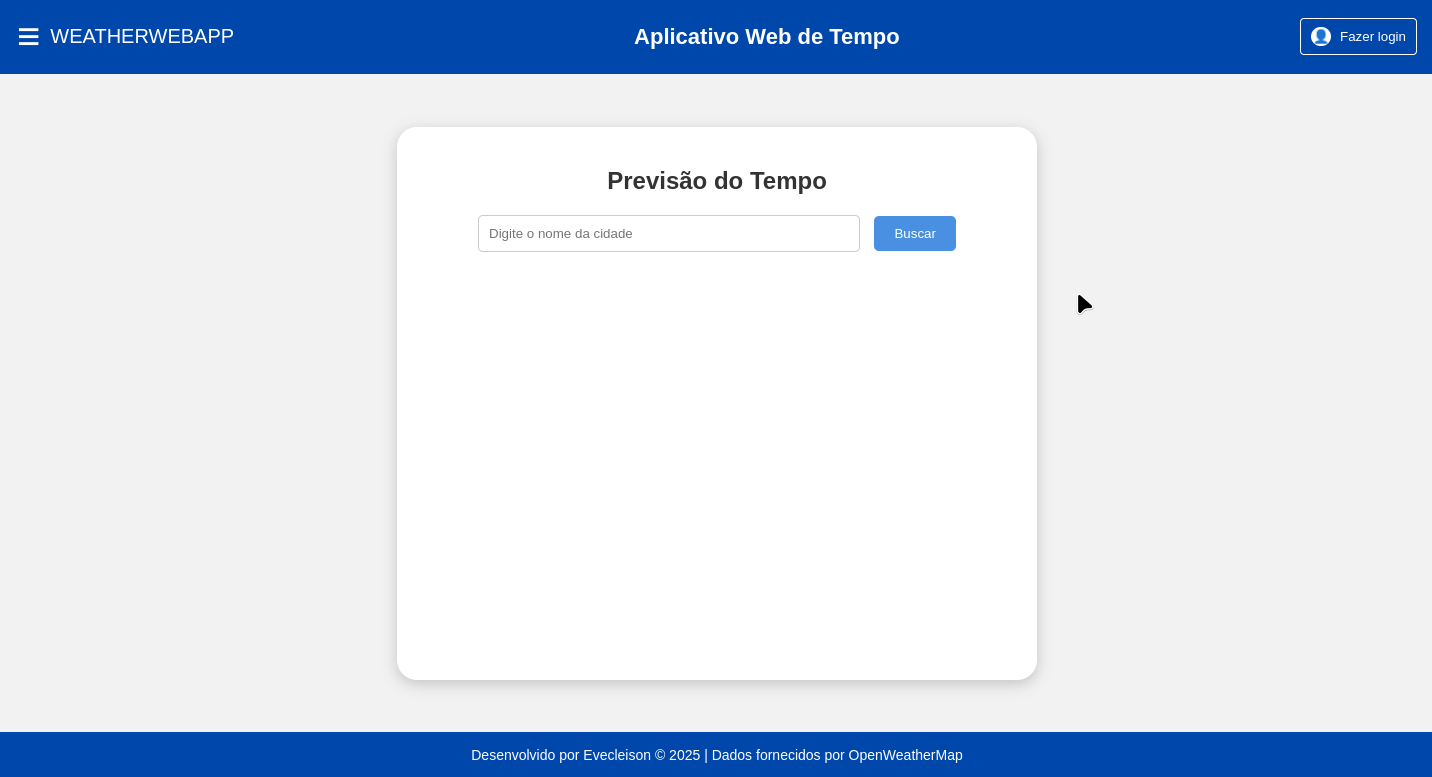 WEATHERWEBAPP
Aplicativo Web de Tempo
Fazer login
Previsão do Tempo
Digite o nome da cidade
Buscar
Desenvolvido por Evecleison © 2025 | Dados fornecidos por OpenWeatherMap